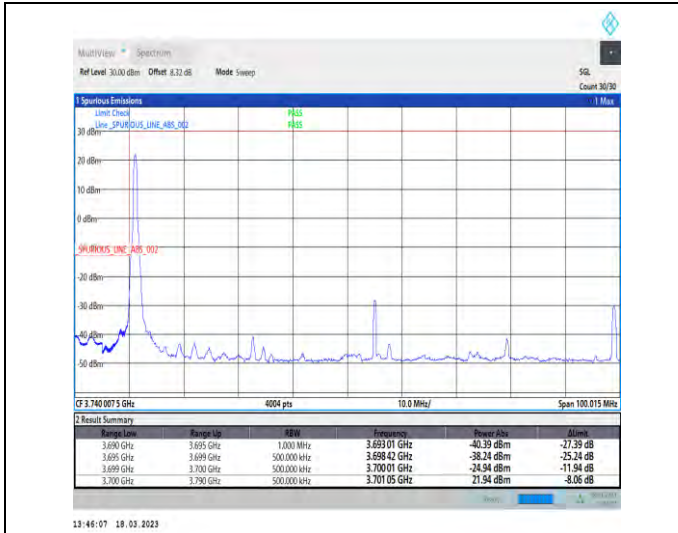 MultiView Spectrum
Ref Level 30.00 dBm Offset 8.32 dB Mode Sweep SGL
Count 30/30
1 Spurious Emissions 1 Max
Limit Check PASS
Line _SPURIOUS_LINE_ABS_002 PASS
30 dBm
20 dBm
10 dBm
0 dBm
_SPURIOUS_LINE_ABS_002
-20 dBm
-30 dBm
-40 dBm
-50 dBm
CF 3.7400075 GHz 4004 pts 10.0 MHz/ Span 100.015 MHz
2 Result Summary
Range Low Range Up RBW Frequency Power Abs ΔLimit
3.690 GHz 3.695 GHz 1.000 MHz 3.693 01 GHz -40.39 dBm -27.39 dB
3.695 GHz 3.699 GHz 500.000 kHz 3.698 42 GHz -38.24 dBm -25.24 dB
3.699 GHz 3.700 GHz 500.000 kHz 3.700 01 GHz -24.94 dBm -11.94 dB
3.700 GHz 3.790 GHz 500.000 kHz 3.701 05 GHz 21.94 dBm -8.06 dB
13:46:07 18.03.2023